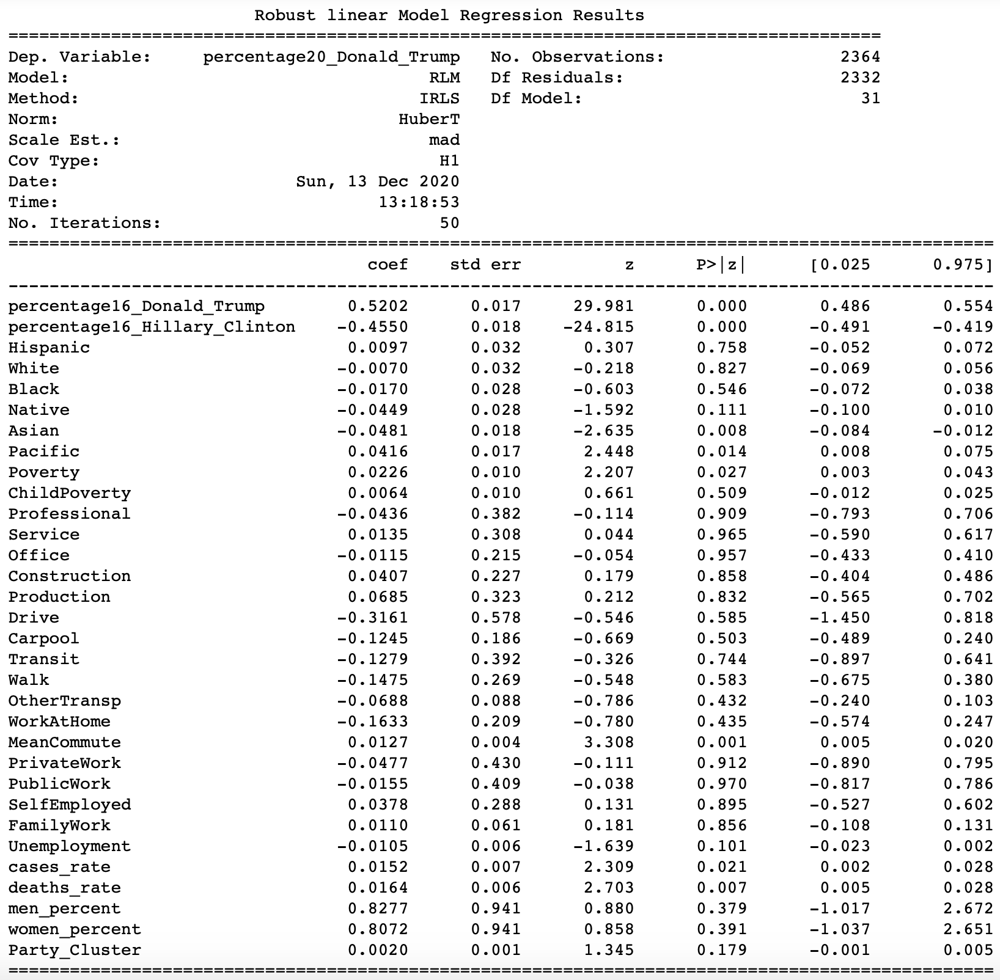 Robust linear Model Regression Results
==============================================================================
Dep. Variable: percentage20_Donald_Trump No. Observations: 2364
Model: RLM Df Residuals: 2332
Method: IRLS Df Model: 31
Norm: HuberT
Scale Est.: mad
Cov Type: H1
Date: Sun, 13 Dec 2020
Time: 13:18:53
No. Iterations: 50
==============================================================================
coef std err z P>|z| [0.025 0.975]
------------------------------------------------------------------------------
percentage16_Donald_Trump 0.5202 0.017 29.981 0.000 0.486 0.554
percentage16_Hillary_Clinton -0.4550 0.018 -24.815 0.000 -0.491 -0.419
Hispanic 0.0097 0.032 0.307 0.758 -0.052 0.072
White -0.0070 0.032 -0.218 0.827 -0.069 0.056
Black -0.0170 0.028 -0.603 0.546 -0.072 0.038
Native -0.0449 0.028 -1.592 0.111 -0.100 0.010
Asian -0.0481 0.018 -2.635 0.008 -0.084 -0.012
Pacific 0.0416 0.017 2.448 0.014 0.008 0.075
Poverty 0.0226 0.010 2.207 0.027 0.003 0.043
ChildPoverty 0.0064 0.010 0.661 0.509 -0.012 0.025
Professional -0.0436 0.382 -0.114 0.909 -0.793 0.706
Service 0.0135 0.308 0.044 0.965 -0.590 0.617
Office -0.0115 0.215 -0.054 0.957 -0.433 0.410
Construction 0.0407 0.227 0.179 0.858 -0.404 0.486
Production 0.0685 0.323 0.212 0.832 -0.565 0.702
Drive -0.3161 0.578 -0.546 0.585 -1.450 0.818
Carpool -0.1245 0.186 -0.669 0.503 -0.489 0.240
Transit -0.1279 0.392 -0.326 0.744 -0.897 0.641
Walk -0.1475 0.269 -0.548 0.583 -0.675 0.380
OtherTransp -0.0688 0.088 -0.786 0.432 -0.240 0.103
WorkAtHome -0.1633 0.209 -0.780 0.435 -0.574 0.247
MeanCommute 0.0127 0.004 3.308 0.001 0.005 0.020
PrivateWork -0.0477 0.430 -0.111 0.912 -0.890 0.795
PublicWork -0.0155 0.409 -0.038 0.970 -0.817 0.786
SelfEmployed 0.0378 0.288 0.131 0.895 -0.527 0.602
FamilyWork 0.0110 0.061 0.181 0.856 -0.108 0.131
Unemployment -0.0105 0.006 -1.639 0.101 -0.023 0.002
cases_rate 0.0152 0.007 2.309 0.021 0.002 0.028
deaths_rate 0.0164 0.006 2.703 0.007 0.005 0.028
men_percent 0.8277 0.941 0.880 0.379 -1.017 2.672
women_percent 0.8072 0.941 0.858 0.391 -1.037 2.651
Party_Cluster 0.0020 0.001 1.345 0.179 -0.001 0.005
==============================================================================